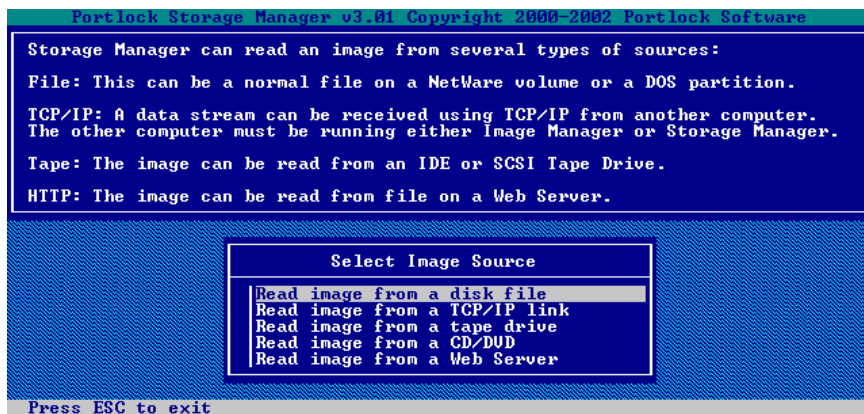 Portlock Storage Manager v3.01 Copyright 2000-2002 Portlock Software
Storage Manager can read an image from several types of sources:
File: This can be a normal file on a NetWare volume or a DOS partition.
TCP/IP: A data stream can be received using TCP/IP from another computer.
The other computer must be running either Image Manager or Storage Manager.
Tape: The image can be read from an IDE or SCSI Tape Drive.
HTTP: The image can be read from file on a Web Server.
Select Image Source
Read image from a disk file
Read image from a TCP/IP link
Read image from a tape drive
Read image from a CD/DVD
Read image from a Web Server
Press ESC to exit